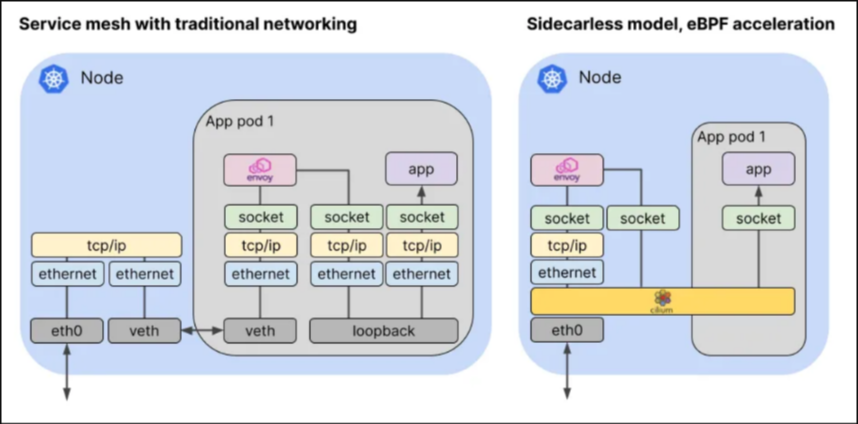 Service mesh with traditional networking
Node
App pod 1
envoy
app
socket
socket
socket
tcp/ip
tcp/ip
tcp/ip
tcp/ip
ethernet
ethernet
ethernet
ethernet
ethernet
eth0
veth
veth
loopback
Sidecarless model, eBPF acceleration
Node
App pod 1
envoy
app
socket
socket
socket
tcp/ip
ethernet
cilium
eth0